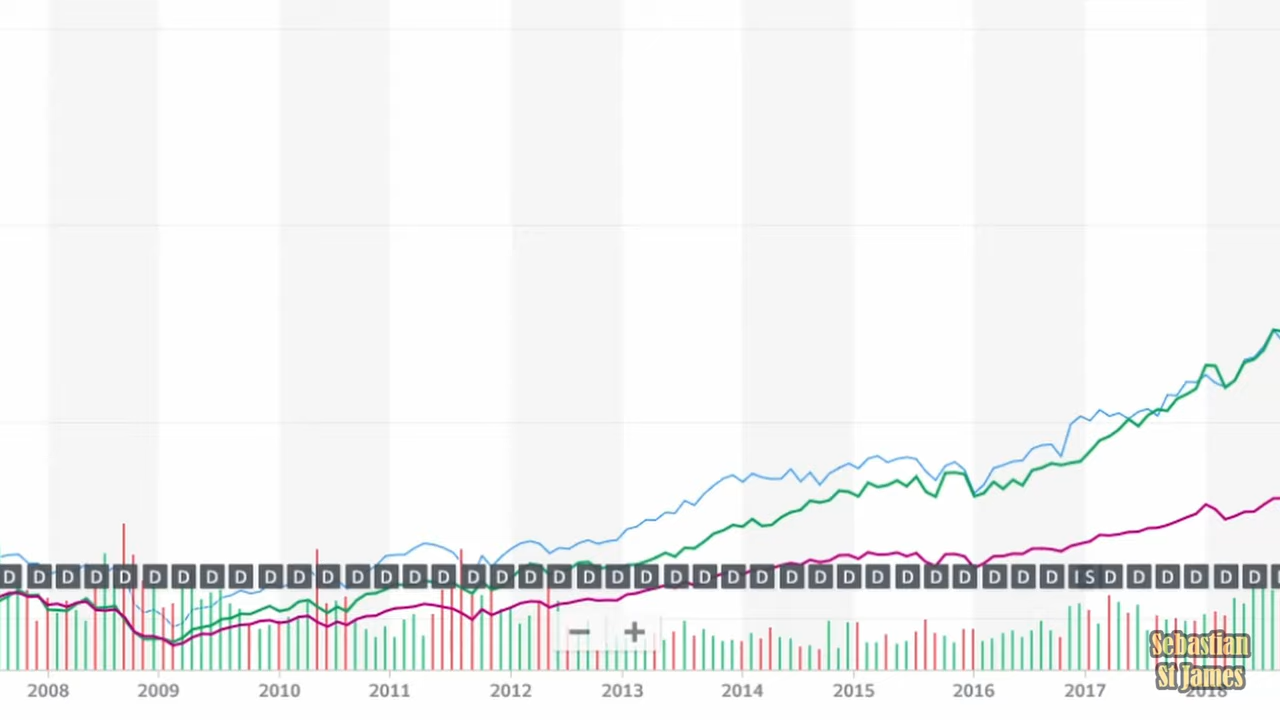 D D D D D D D D D D D D D D D D D D D D D D D D D D D D D D D D D D D D D I S D D D D D D D
− +
2008 2009 2010 2011 2012 2013 2014 2015 2016 2017 2018
Sebastian
St James